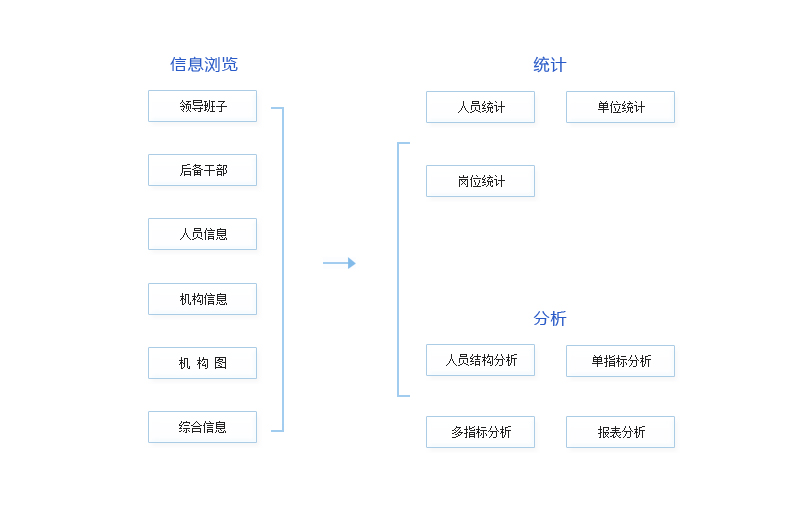 信息浏览
领导班子
后备干部
人员信息
机构信息
机 构 图
综合信息
统计
人员统计
单位统计
岗位统计
分析
人员结构分析
单指标分析
多指标分析
报表分析